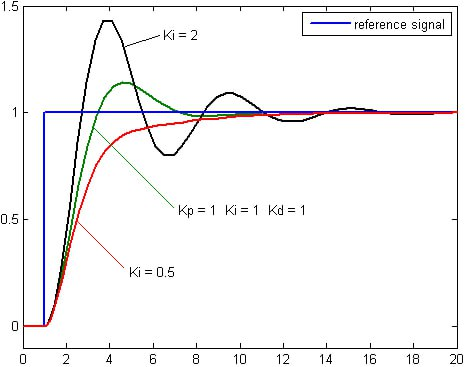 1.5
reference signal
Ki = 2
1
Kp = 1 Ki = 1 Kd = 1
0.5
Ki = 0.5
0
0 2 4 6 8 10 12 14 16 18 20